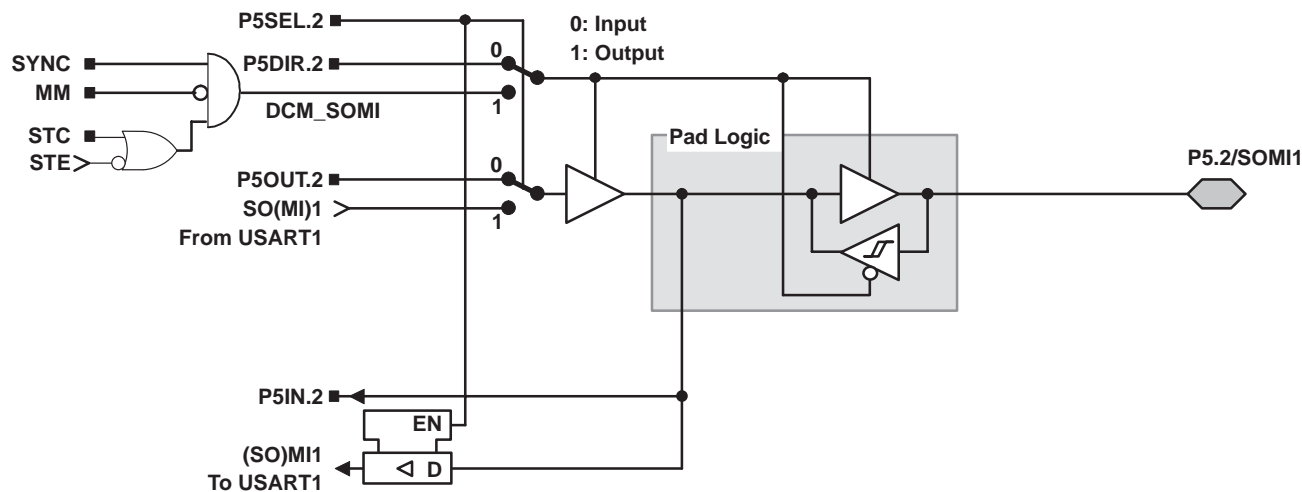 P5SEL.2
0: Input
1: Output
SYNC
P5DIR.2
0
MM
1
DCM_SOMI
STC
STE
Pad Logic
P5.2/SOMI1
P5OUT.2
0
SO(MI)1
1
From USART1
P5IN.2
EN
(SO)MI1
D
To USART1